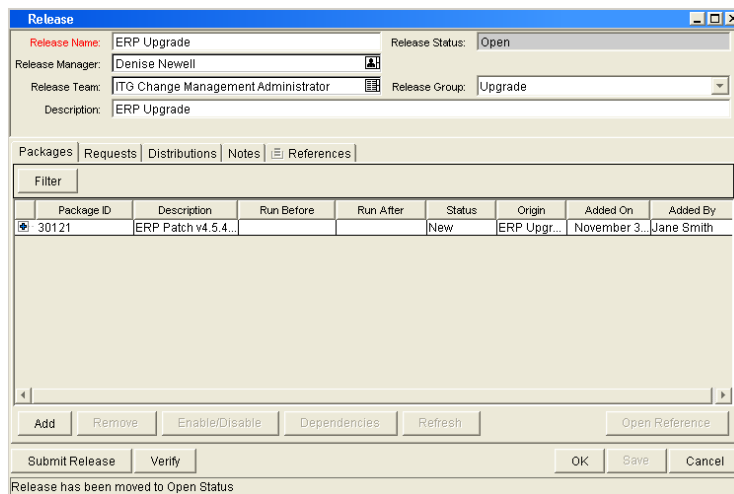 Release
Release Name: ERP Upgrade Release Status: Open
Release Manager: Denise Newell
Release Team: ITG Change Management Administrator Release Group: Upgrade
Description: ERP Upgrade
Packages Requests Distributions Notes References
Filter
Package ID Description Run Before Run After Status Origin Added On Added By
30121 ERP Patch v4.5.4... New ERP Upgr... November 3... Jane Smith
Add Remove Enable/Disable Dependencies Refresh Open Reference
Submit Release Verify OK Save Cancel
Release has been moved to Open Status